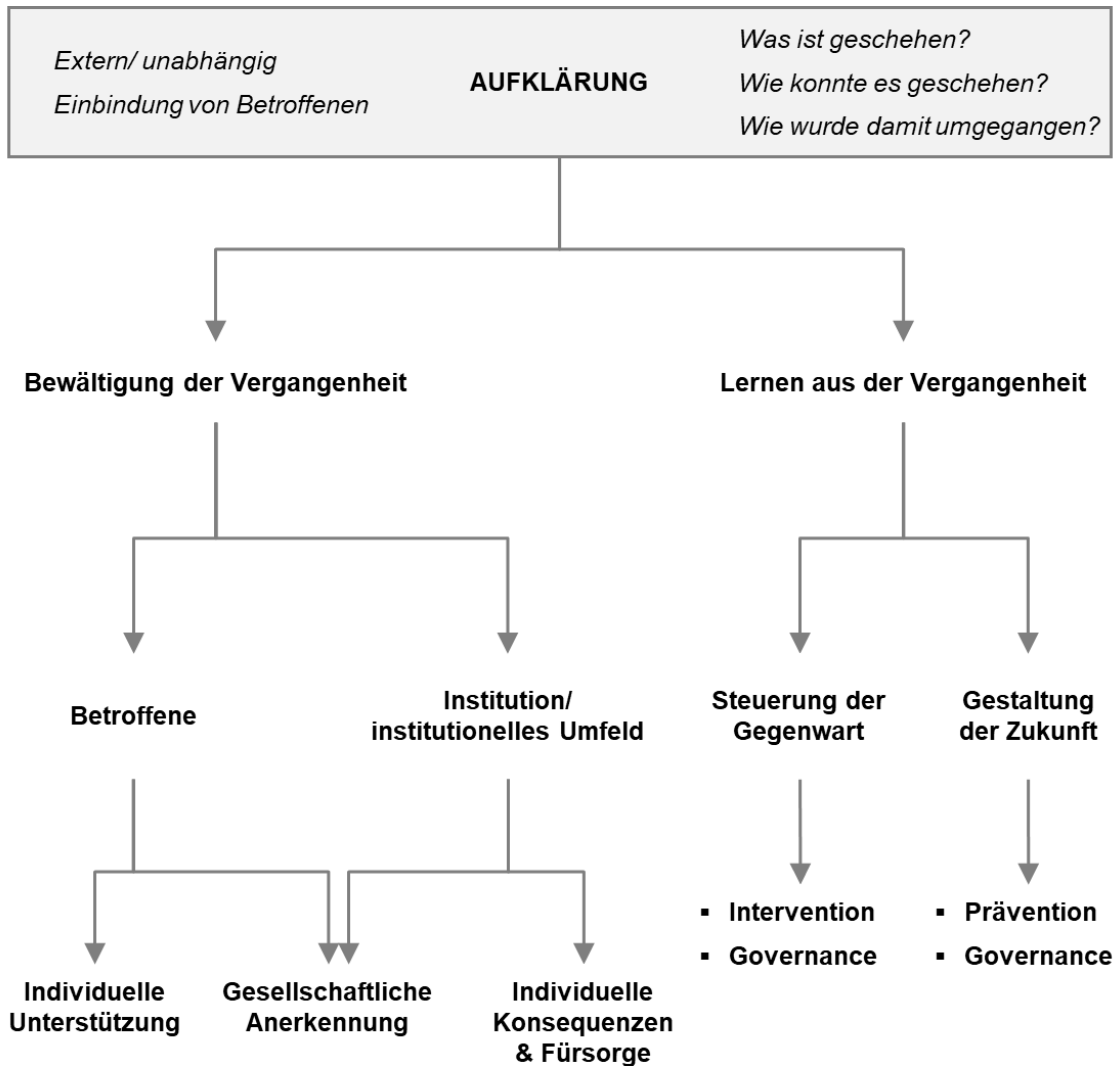 Extern/ unabhängig
Einbindung von Betroffenen
AUFKLÄRUNG
Was ist geschehen?
Wie konnte es geschehen?
Wie wurde damit umgegangen?
Bewältigung der Vergangenheit
Lernen aus der Vergangenheit
Betroffene
Institution/
institutionelles Umfeld
Steuerung der
Gegenwart
Gestaltung
der Zukunft
Individuelle
Unterstützung
Gesellschaftliche
Anerkennung
Individuelle
Konsequenzen
& Fürsorge
▪ Intervention
▪ Governance
▪ Prävention
▪ Governance